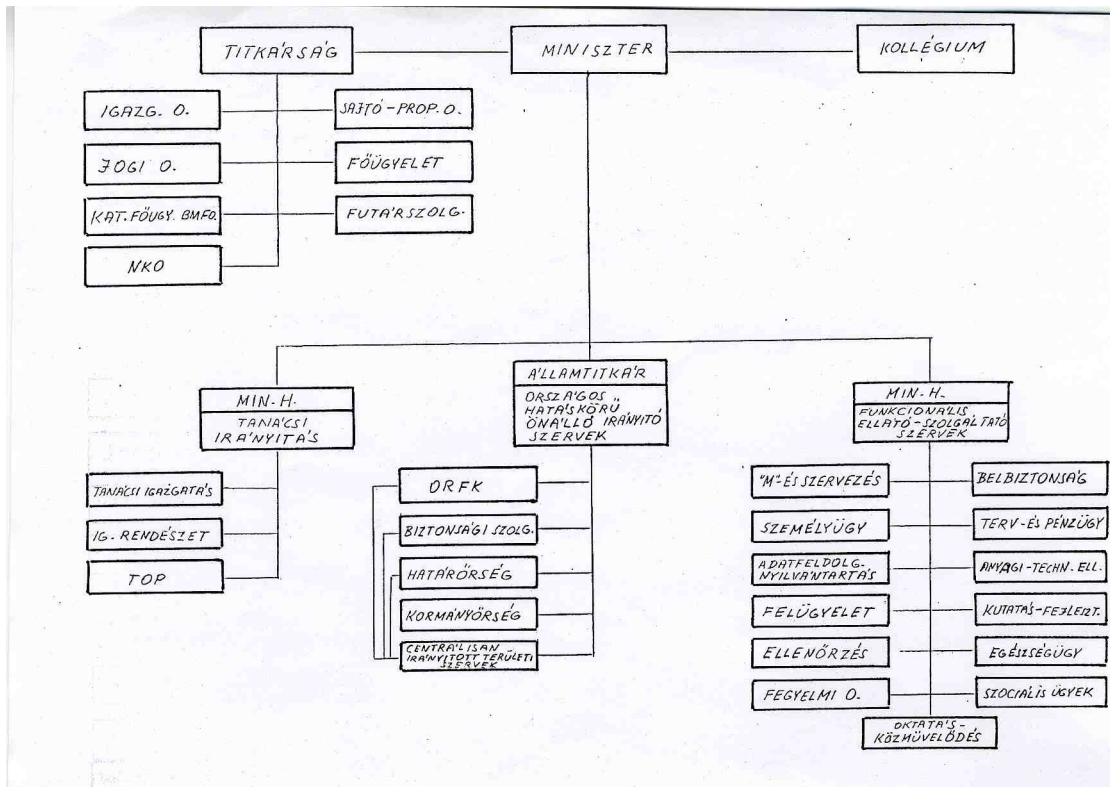 TITKÁRSÁG
MINISZTER
KOLLÉGIUM
IGAZG. O.
SAJTÓ-PROP. O.
JOGI O.
FŐÜGYELET
KAT. FŐÜGY. BMFO.
FUTÁRSZOLG.
NKO
MIN-H.
TANÁCSI
IRÁNYITÁS
TANÁCSI IGAZGATÁS
IG-RENDÉSZET
TOP
ÁLLAMTITKÁR
ORSZÁGOS
HATÁSKÖRÜ
ÖNÁLLÓ IRÁNYITÓ
SZERVEK
ORFK
BIZTONSÁGI SZOLG.
HATÁRŐRSÉG
KORMÁNYŐRSÉG
CENTRÁLISAN
IRÁNYITOTT TERÜLETI
SZERVEK
MIN-H.
FUNKCIONÁLIS
ELLÁTÓ-SZOLGÁLTATÓ
SZERVEK
"M"-ÉS SZERVEZÉS
BELBIZTONSÁG
SZEMÉLYÜGY
TERV-ÉS PÉNZÜGY
ADATFELDOLG.
NYILVÁNTARTÁS
ANYAGI-TECHN. ELL.
FELÜGYELET
KUTATÁS-FEJLESZT.
ELLENŐRZÉS
EGÉSZSÉGÜGY
FEGYELMI O.
SZOCIÁLIS ÜGYEK
OKTATÁS-
KÖZMÜVELŐDÉS